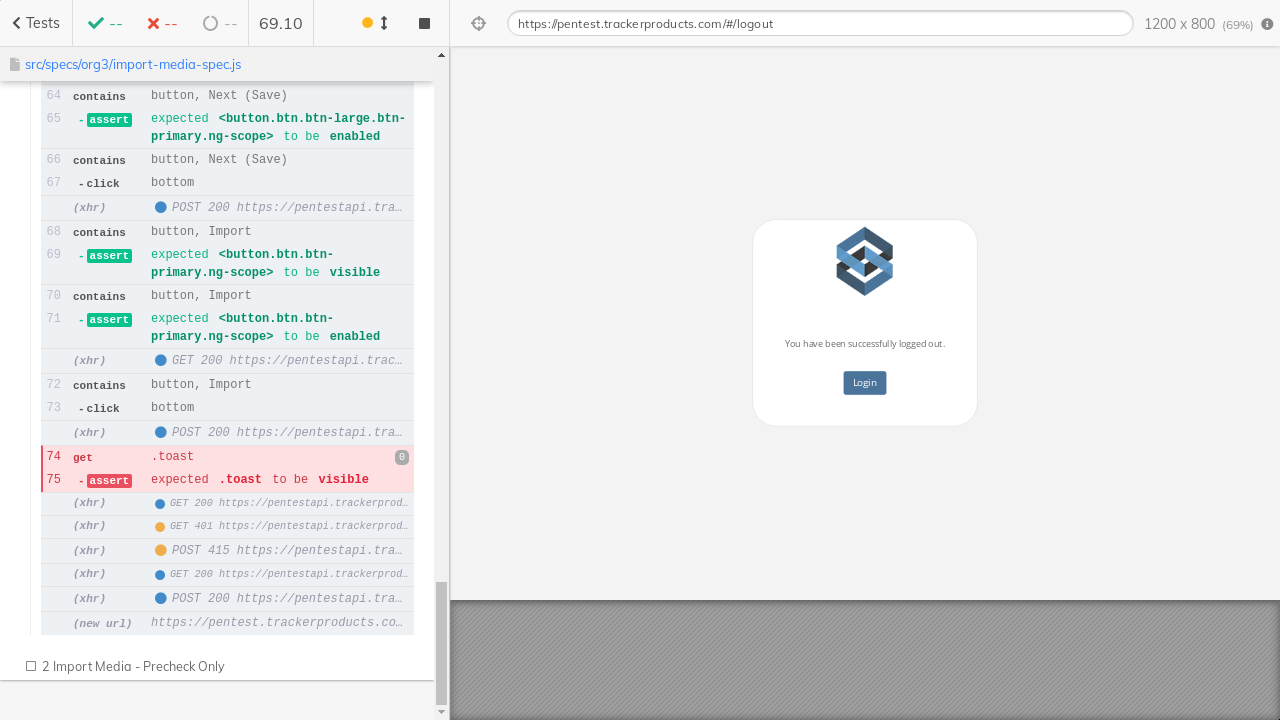 Tests
--
--
--
69.10
https://pentest.trackerproducts.com/#/logout
1200 x 800 (69%)
src/specs/org3/import-media-spec.js
64 contains button, Next (Save)
65 - assert expected <button.btn.btn-large.btn-
primary.ng-scope> to be enabled
66 contains button, Next (Save)
67 - click bottom
(xhr) POST 200 https://pentestapi.tra…
68 contains button, Import
69 - assert expected <button.btn.btn-
primary.ng-scope> to be visible
70 contains button, Import
71 - assert expected <button.btn.btn-
primary.ng-scope> to be enabled
(xhr) GET 200 https://pentestapi.trac…
72 contains button, Import
73 - click bottom
(xhr) POST 200 https://pentestapi.tra…
74 get .toast 0
75 - assert expected .toast to be visible
(xhr) GET 200 https://pentestapi.trackerprod…
(xhr) GET 401 https://pentestapi.trackerprod…
(xhr) POST 415 https://pentestapi.tra…
(xhr) GET 200 https://pentestapi.trackerprod…
(xhr) POST 200 https://pentestapi.tra…
(new url) https://pentest.trackerproducts.co…
2 Import Media - Precheck Only
You have been successfully logged out.
Login